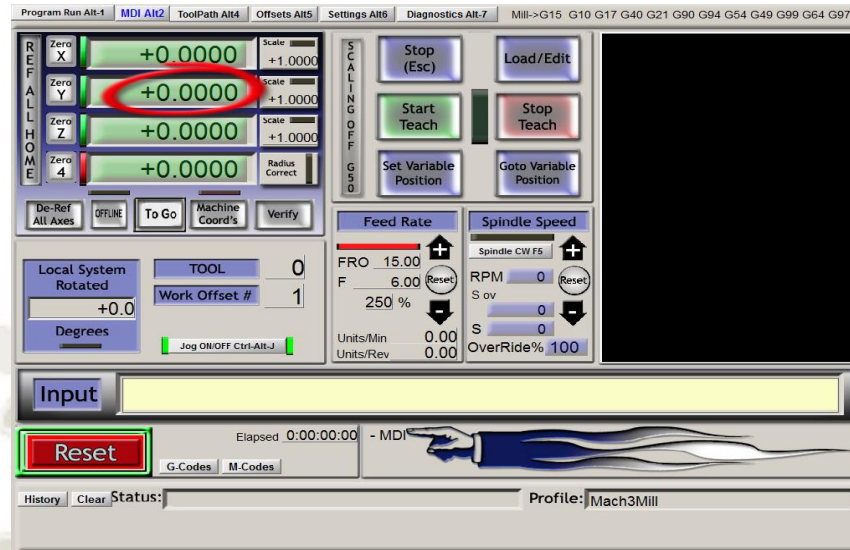 Program Run Alt-1 MDI Alt2 ToolPath Alt4 Offsets Alt5 Settings Alt6 Diagnostics Alt-7 Mill->G15 G10 G17 G40 G21 G90 G94 G54 G49 G99 G64 G97
REF ALL HOME
Zero X +0.0000 Scale +1.0000
Zero Y +0.0000 Scale +1.0000
Zero Z +0.0000 Scale +1.0000
Zero 4 +0.0000 Radius Correct
De-Ref All Axes OFFLINE To Go Machine Coord's Verify
SCALING OFF G50
Stop (Esc)
Load/Edit
Start Teach
Stop Teach
Set Variable Position
Goto Variable Position
Local System Rotated
+0.0
Degrees
TOOL 0
Work Offset # 1
Jog ON/OFF Ctrl-Alt-J
Feed Rate
FRO 15.00
F 6.00 Reset
250 %
Units/Min 0.00
Units/Rev 0.00
Spindle Speed
Spindle CW F5
RPM 0 Reset
S ov
0
S 0
OverRide% 100
Input
Reset
Elapsed 0:00:00:00
G-Codes M-Codes
- MDI
History Clear Status: Profile: Mach3Mill